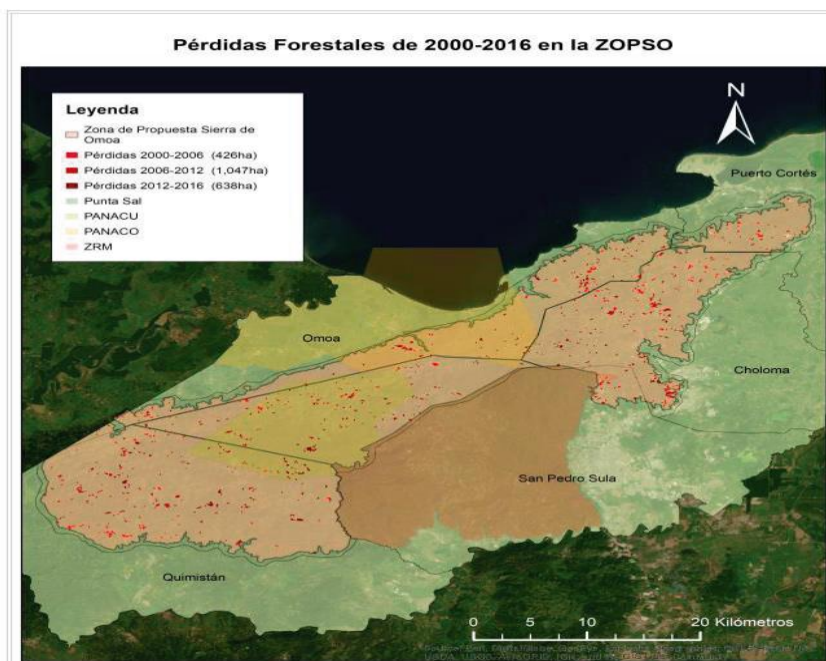 Pérdidas Forestales de 2000-2016 en la ZOPSO
Leyenda
Zona de Propuesta Sierra de
Omoa
Pérdidas 2000-2006 (426ha)
Pérdidas 2006-2012 (1,047ha)
Pérdidas 2012-2016 (638ha)
Punta Sal
PANACU
PANACO
ZRM
N
Puerto Cortés
Omoa
Choloma
San Pedro Sula
Quimistán
0 5 10 20 Kilómetros